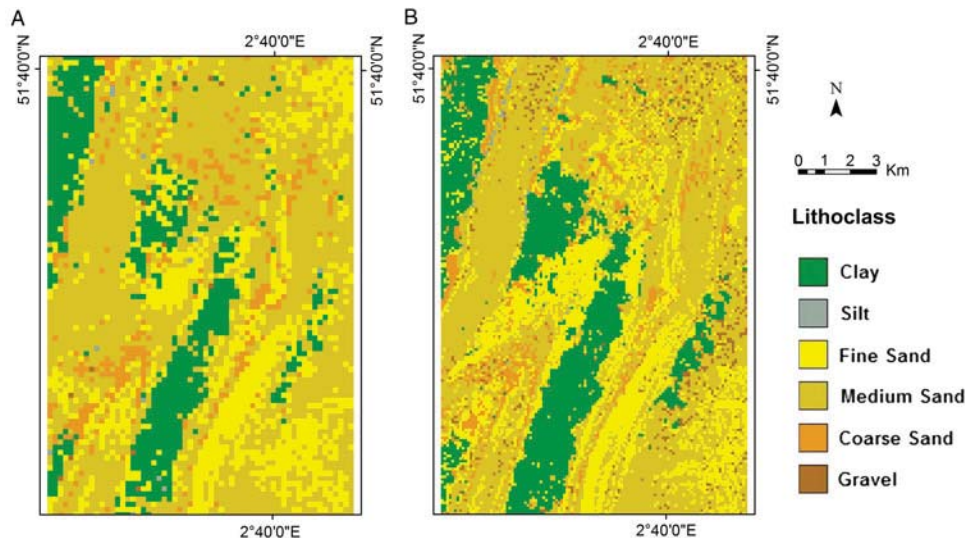 A
2°40'0"E
51°40'0"N
51°40'0"N
2°40'0"E
B
2°40'0"E
51°40'0"N
51°40'0"N
2°40'0"E
N
0 1 2 3
Km
Lithoclass
Clay
Silt
Fine Sand
Medium Sand
Coarse Sand
Gravel